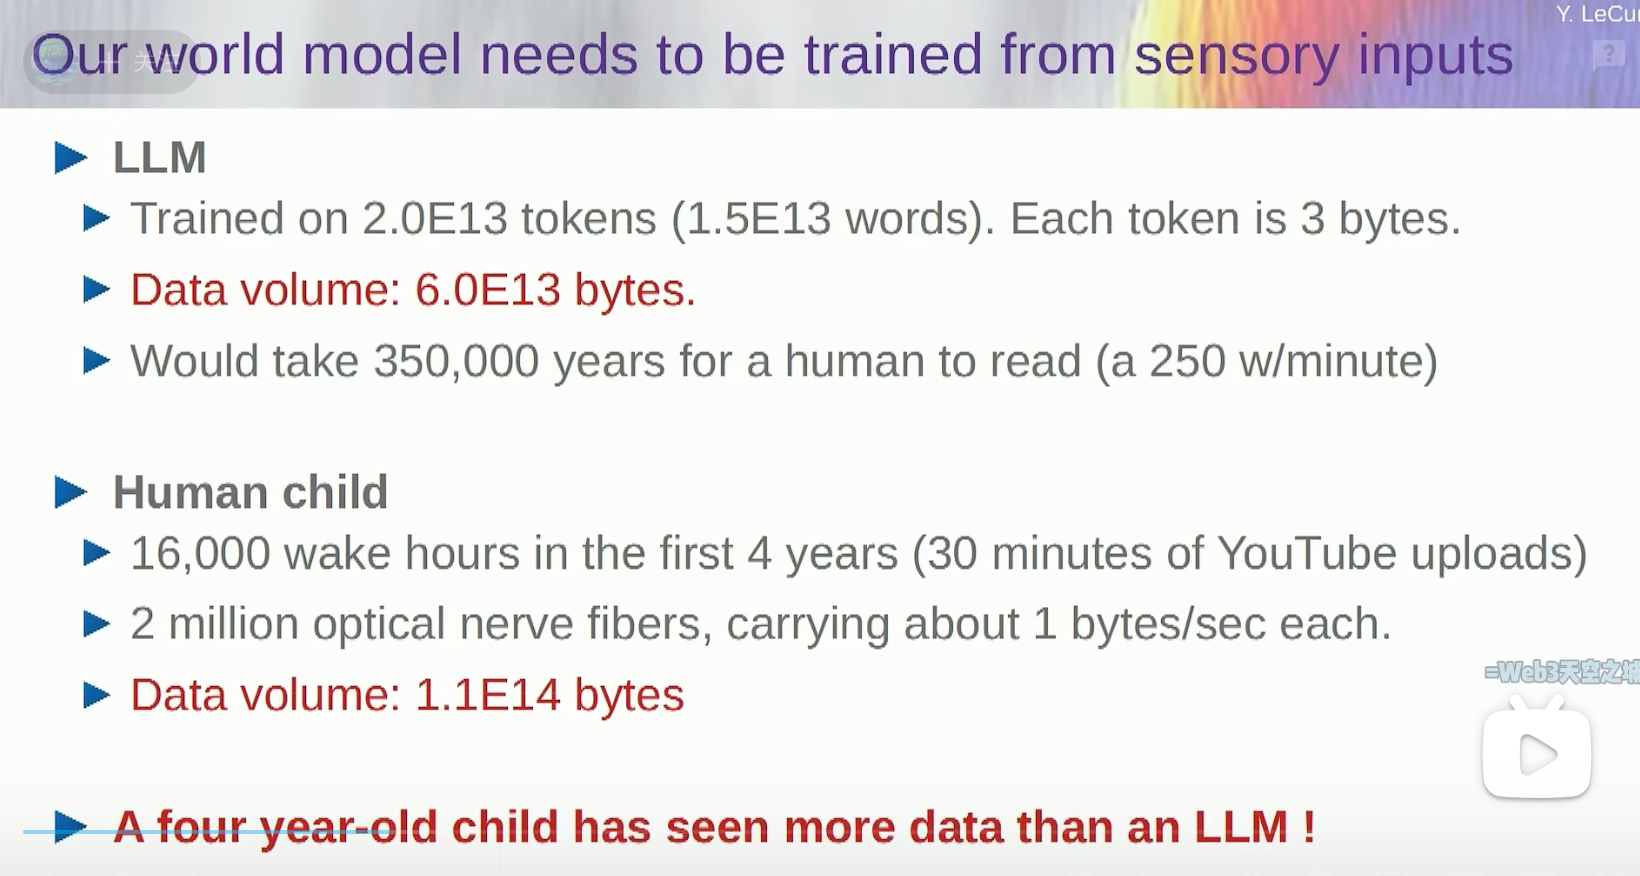 Y. LeCun
Our world model needs to be trained from sensory inputs
+ 关注
LLM
Trained on 2.0E13 tokens (1.5E13 words). Each token is 3 bytes.
Data volume: 6.0E13 bytes.
Would take 350,000 years for a human to read (a 250 w/minute)
Human child
16,000 wake hours in the first 4 years (30 minutes of YouTube uploads)
2 million optical nerve fibers, carrying about 1 bytes/sec each.
Data volume: 1.1E14 bytes
=Web3天空之城
A four year-old child has seen more data than an LLM !